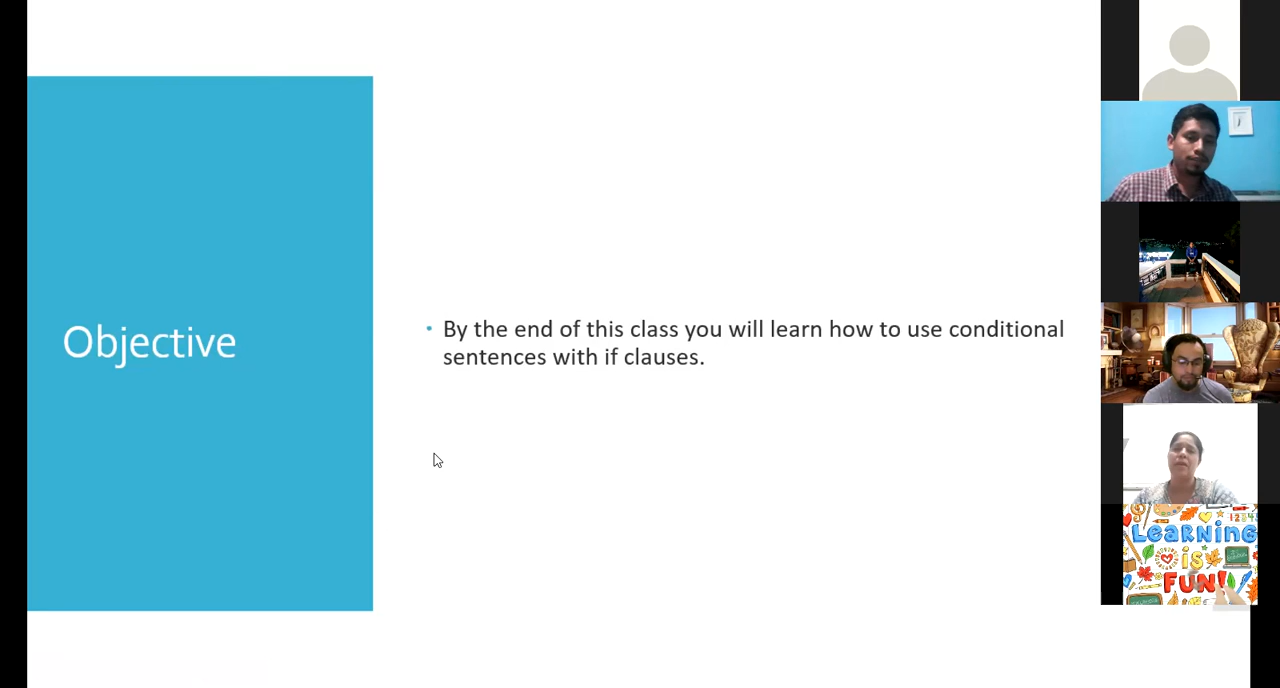 Objective
• By the end of this class you will learn how to use conditional
sentences with if clauses.
LeaRNiNG
is
FUN!